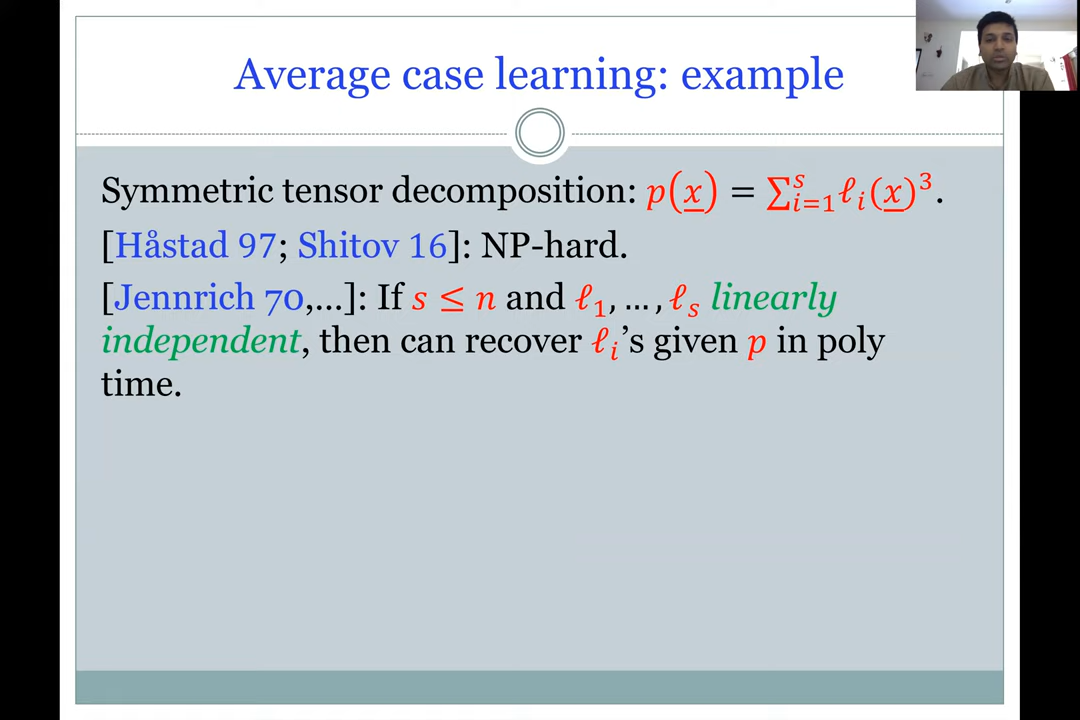 Average case learning: example
Symmetric tensor decomposition: p(x) = ∑ᵢ₌₁ˢ ℓᵢ(x)³.
[Håstad 97; Shitov 16]: NP-hard.
[Jennrich 70,...]: If s ≤ n and ℓ₁, … , ℓₛ linearly
independent, then can recover ℓᵢ’s given p in poly
time.